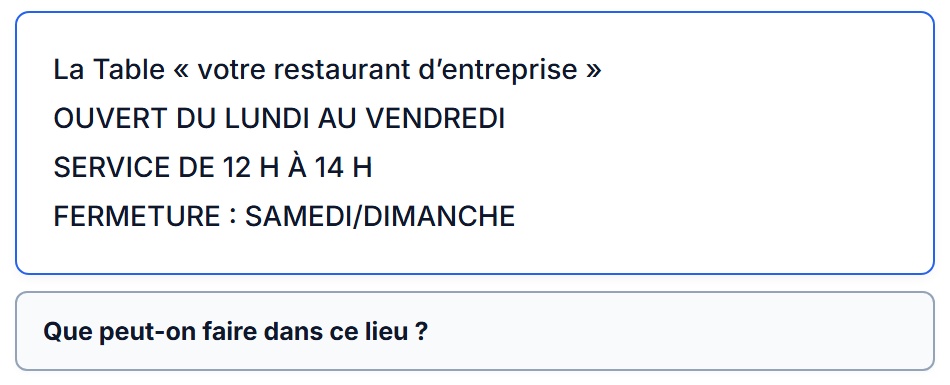 La Table « votre restaurant d’entreprise »
OUVERT DU LUNDI AU VENDREDI
SERVICE DE 12 H À 14 H
FERMETURE : SAMEDI/DIMANCHE
Que peut-on faire dans ce lieu ?